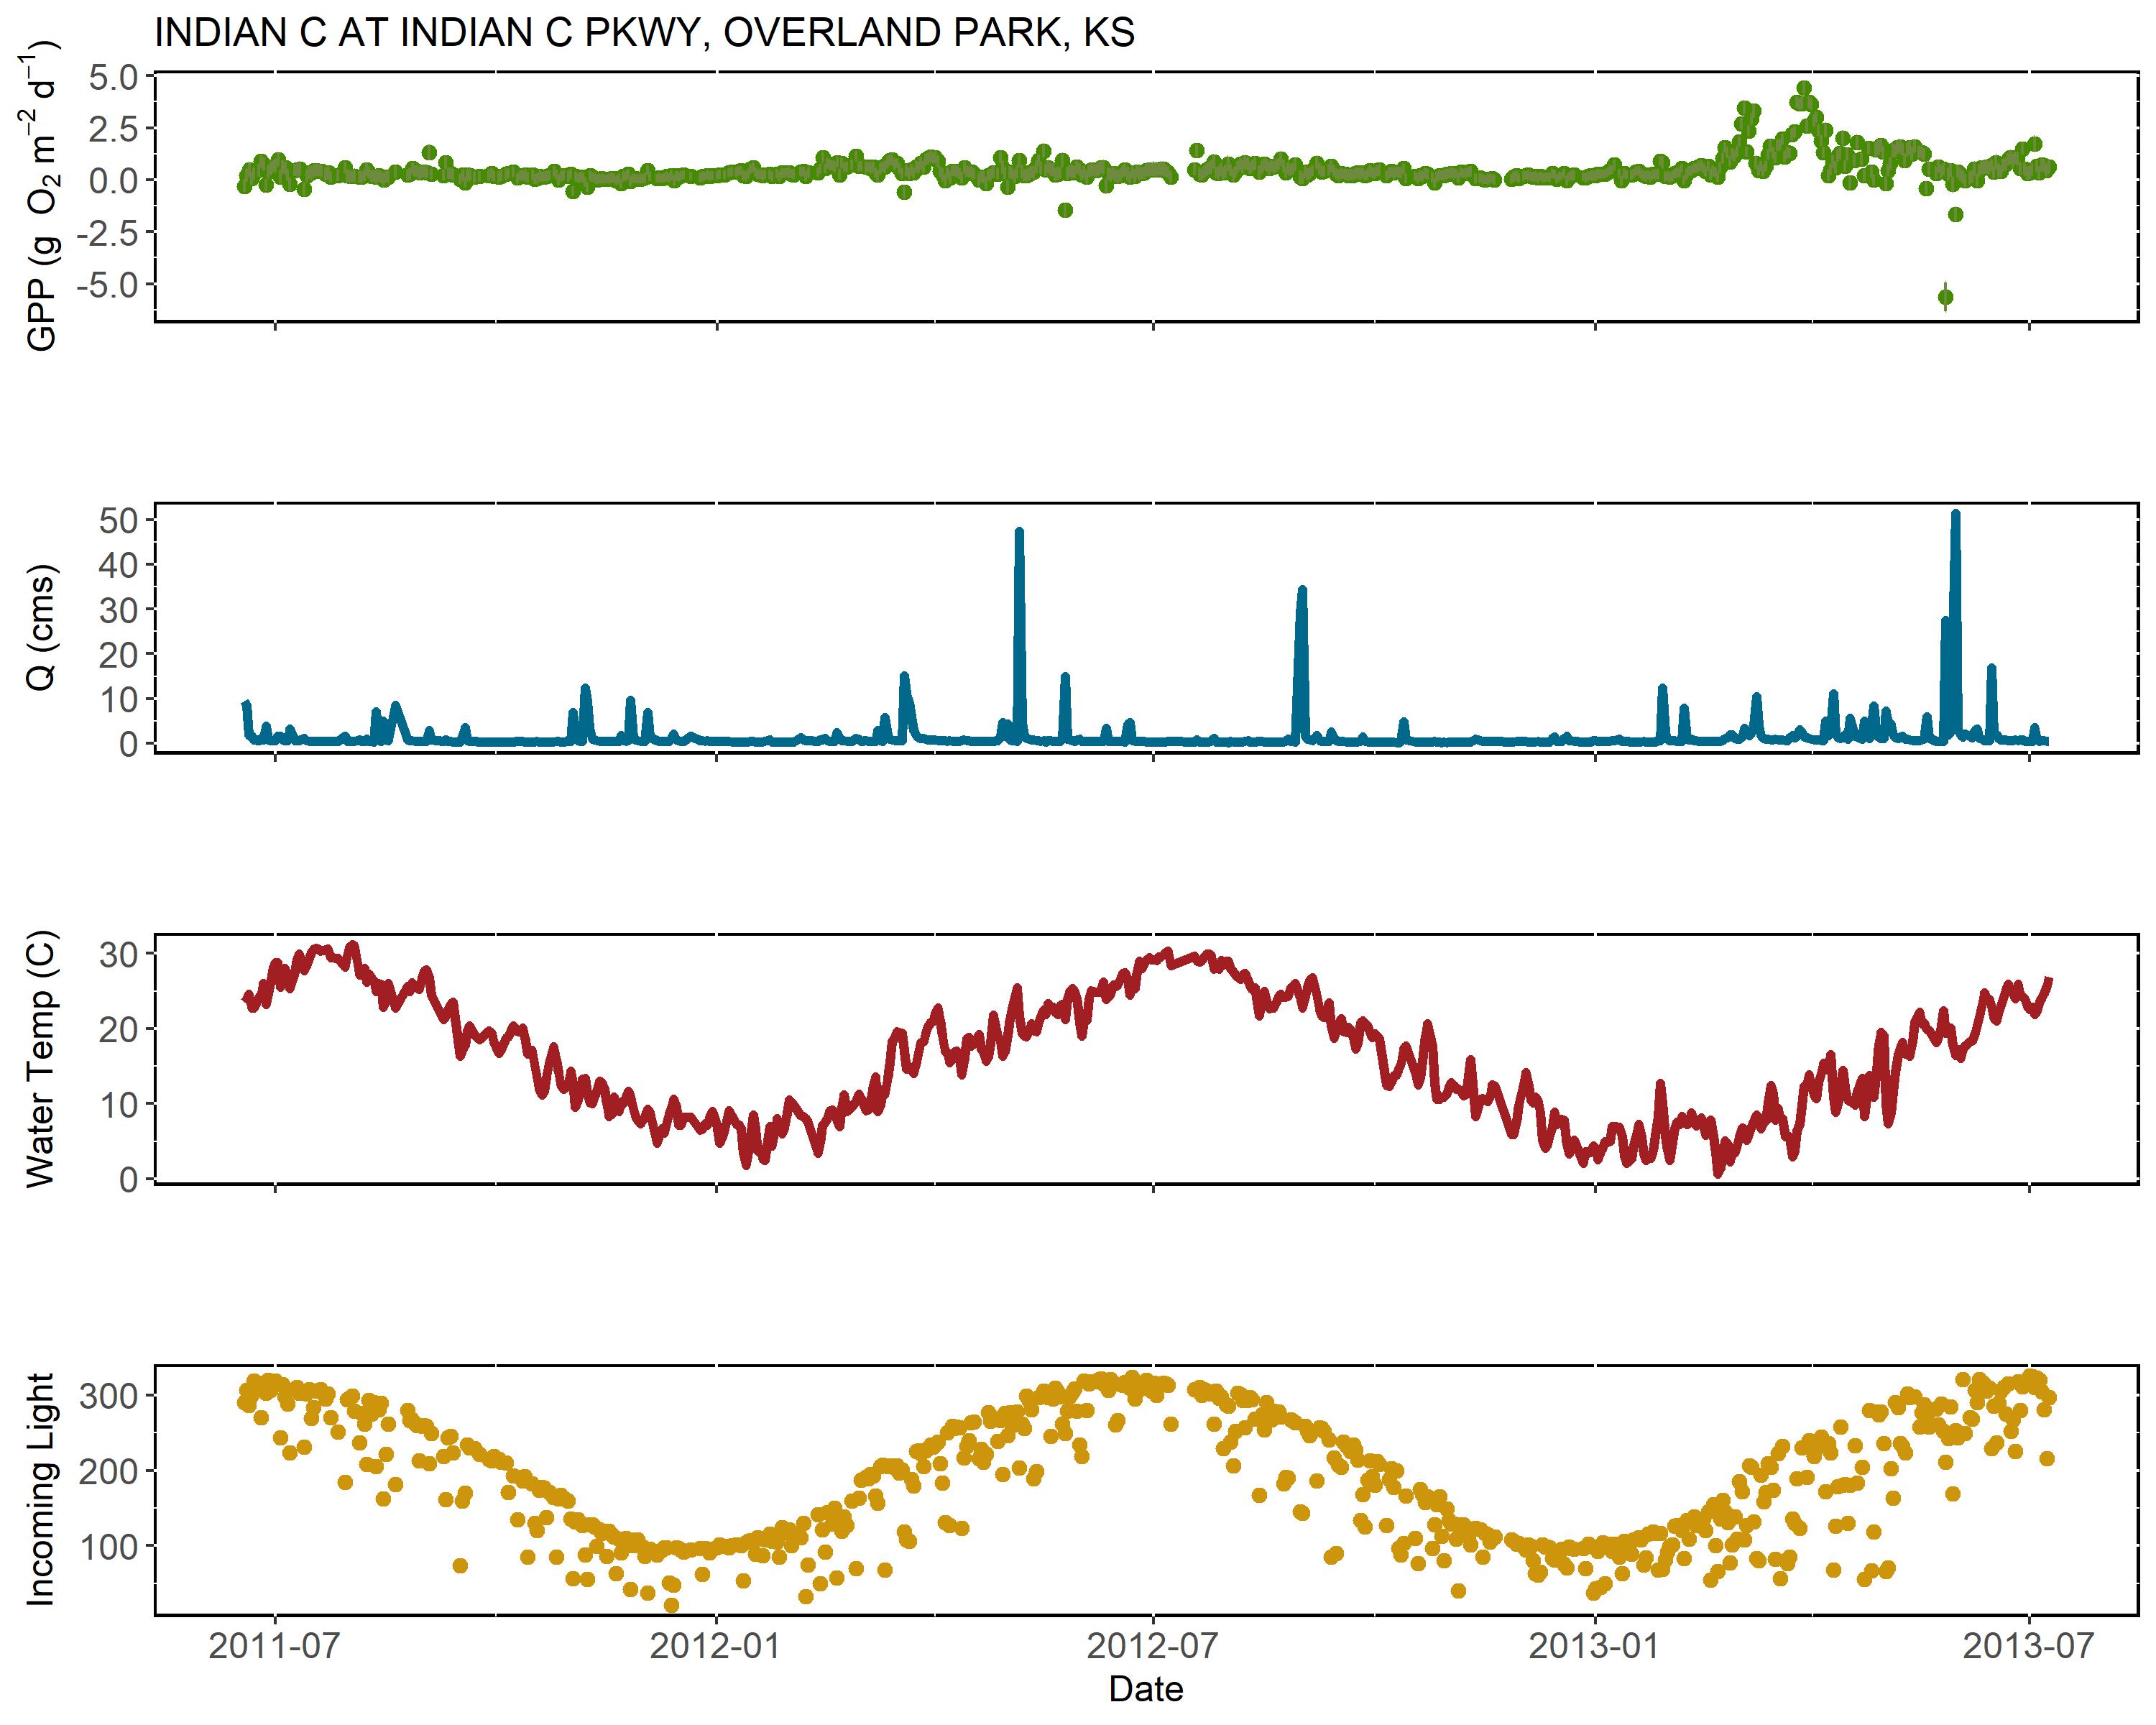 INDIAN C AT INDIAN C PKWY, OVERLAND PARK, KS
GPP (g O₂ m⁻² d⁻¹)
5.0
2.5
0.0
-2.5
-5.0
Q (cms)
50
40
30
20
10
0
Water Temp (C)
30
20
10
0
Incoming Light
300
200
100
2011-07 2012-01 2012-07 2013-01 2013-07
Date